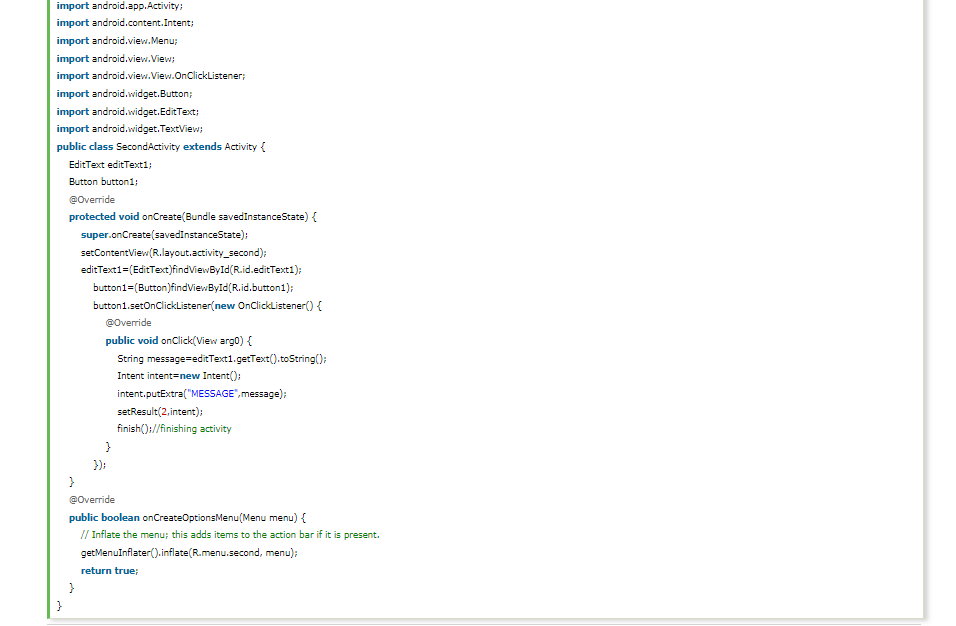 import android.app.Activity;
import android.content.Intent;
import android.view.Menu;
import android.view.View;
import android.view.View.OnClickListener;
import android.widget.Button;
import android.widget.EditText;
import android.widget.TextView;
public class SecondActivity extends Activity {
EditText editText1;
Button button1;
@Override
protected void onCreate(Bundle savedInstanceState) {
super.onCreate(savedInstanceState);
setContentView(R.layout.activity_second);
editText1=(EditText)findViewById(R.id.editText1);
button1=(Button)findViewById(R.id.button1);
button1.setOnClickListener(new OnClickListener() {
@Override
public void onClick(View arg0) {
String message=editText1.getText().toString();
Intent intent=new Intent();
intent.putExtra("MESSAGE",message);
setResult(2,intent);
finish();//finishing activity
}
});
}
@Override
public boolean onCreateOptionsMenu(Menu menu) {
// Inflate the menu; this adds items to the action bar if it is present.
getMenuInflater().inflate(R.menu.second, menu);
return true;
}
}